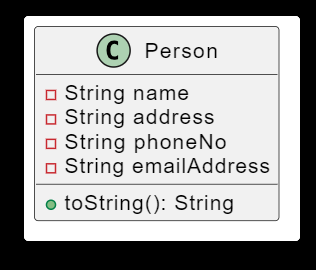 C Person
String name
String address
String phoneNo
String emailAddress
toString(): String